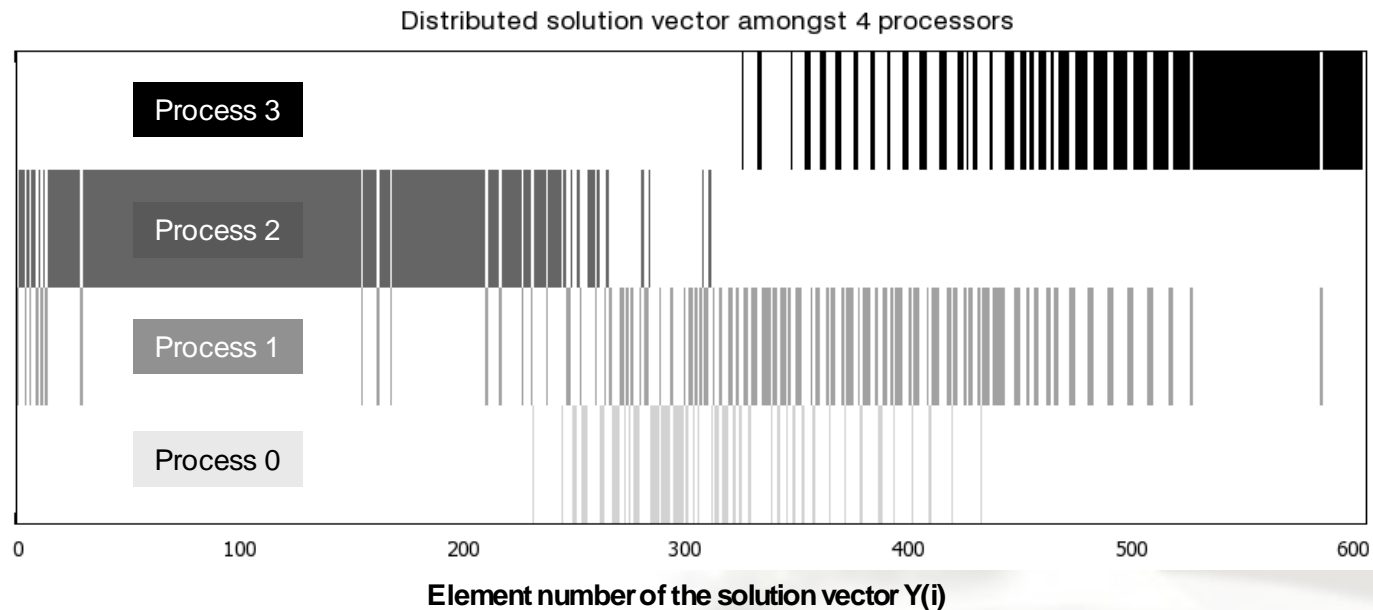 Distributed solution vector amongst 4 processors
Process 3
Process 2
Process 1
Process 0
0 100 200 300 400 500 600
Element number of the solution vector Y(i)